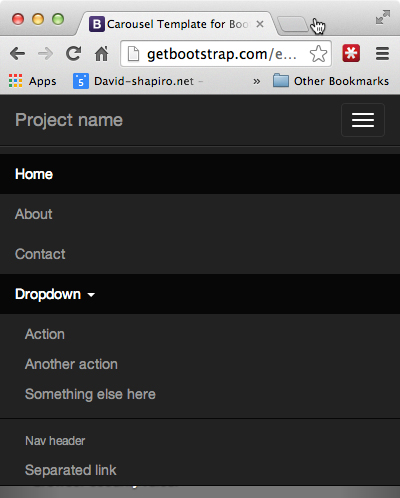 B Carousel Template for Boo
getbootstrap.com/e...
Apps
5 David-shapiro.net -
»
Other Bookmarks
Project name
Home
About
Contact
Dropdown
Action
Another action
Something else here
Nav header
Separated link